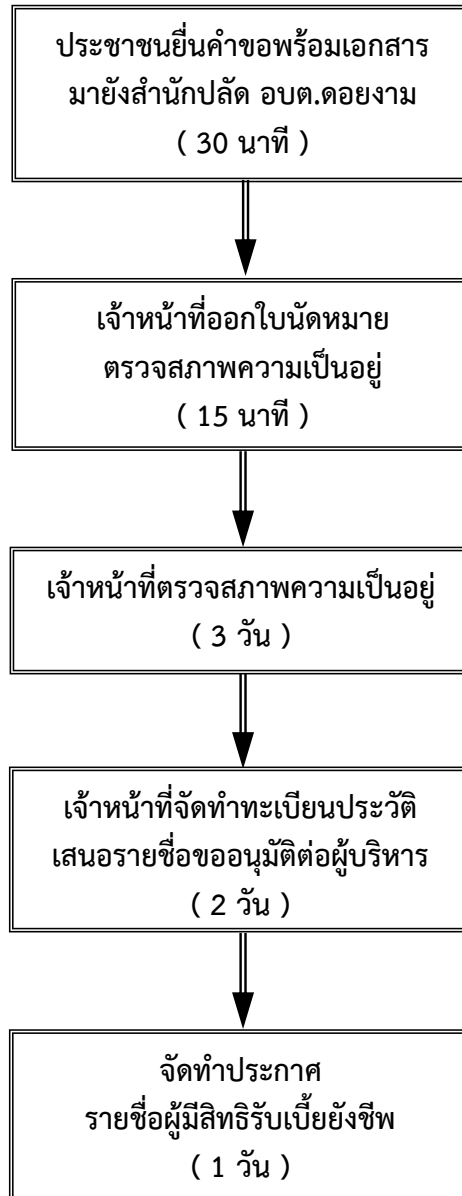 ประชาชนยื่นคำขอพร้อมเอกสาร
มายังสำนักปลัด อบต.ดอยงาม
( 30 นาที )
เจ้าหน้าที่ออกใบนัดหมาย
ตรวจสภาพความเป็นอยู่
( 15 นาที )
เจ้าหน้าที่ตรวจสภาพความเป็นอยู่
( 3 วัน )
เจ้าหน้าที่จัดทำทะเบียนประวัติ
เสนอรายชื่อขออนุมัติต่อผู้บริหาร
( 2 วัน )
จัดทำประกาศ
รายชื่อผู้มีสิทธิรับเบี้ยยังชีพ
( 1 วัน )